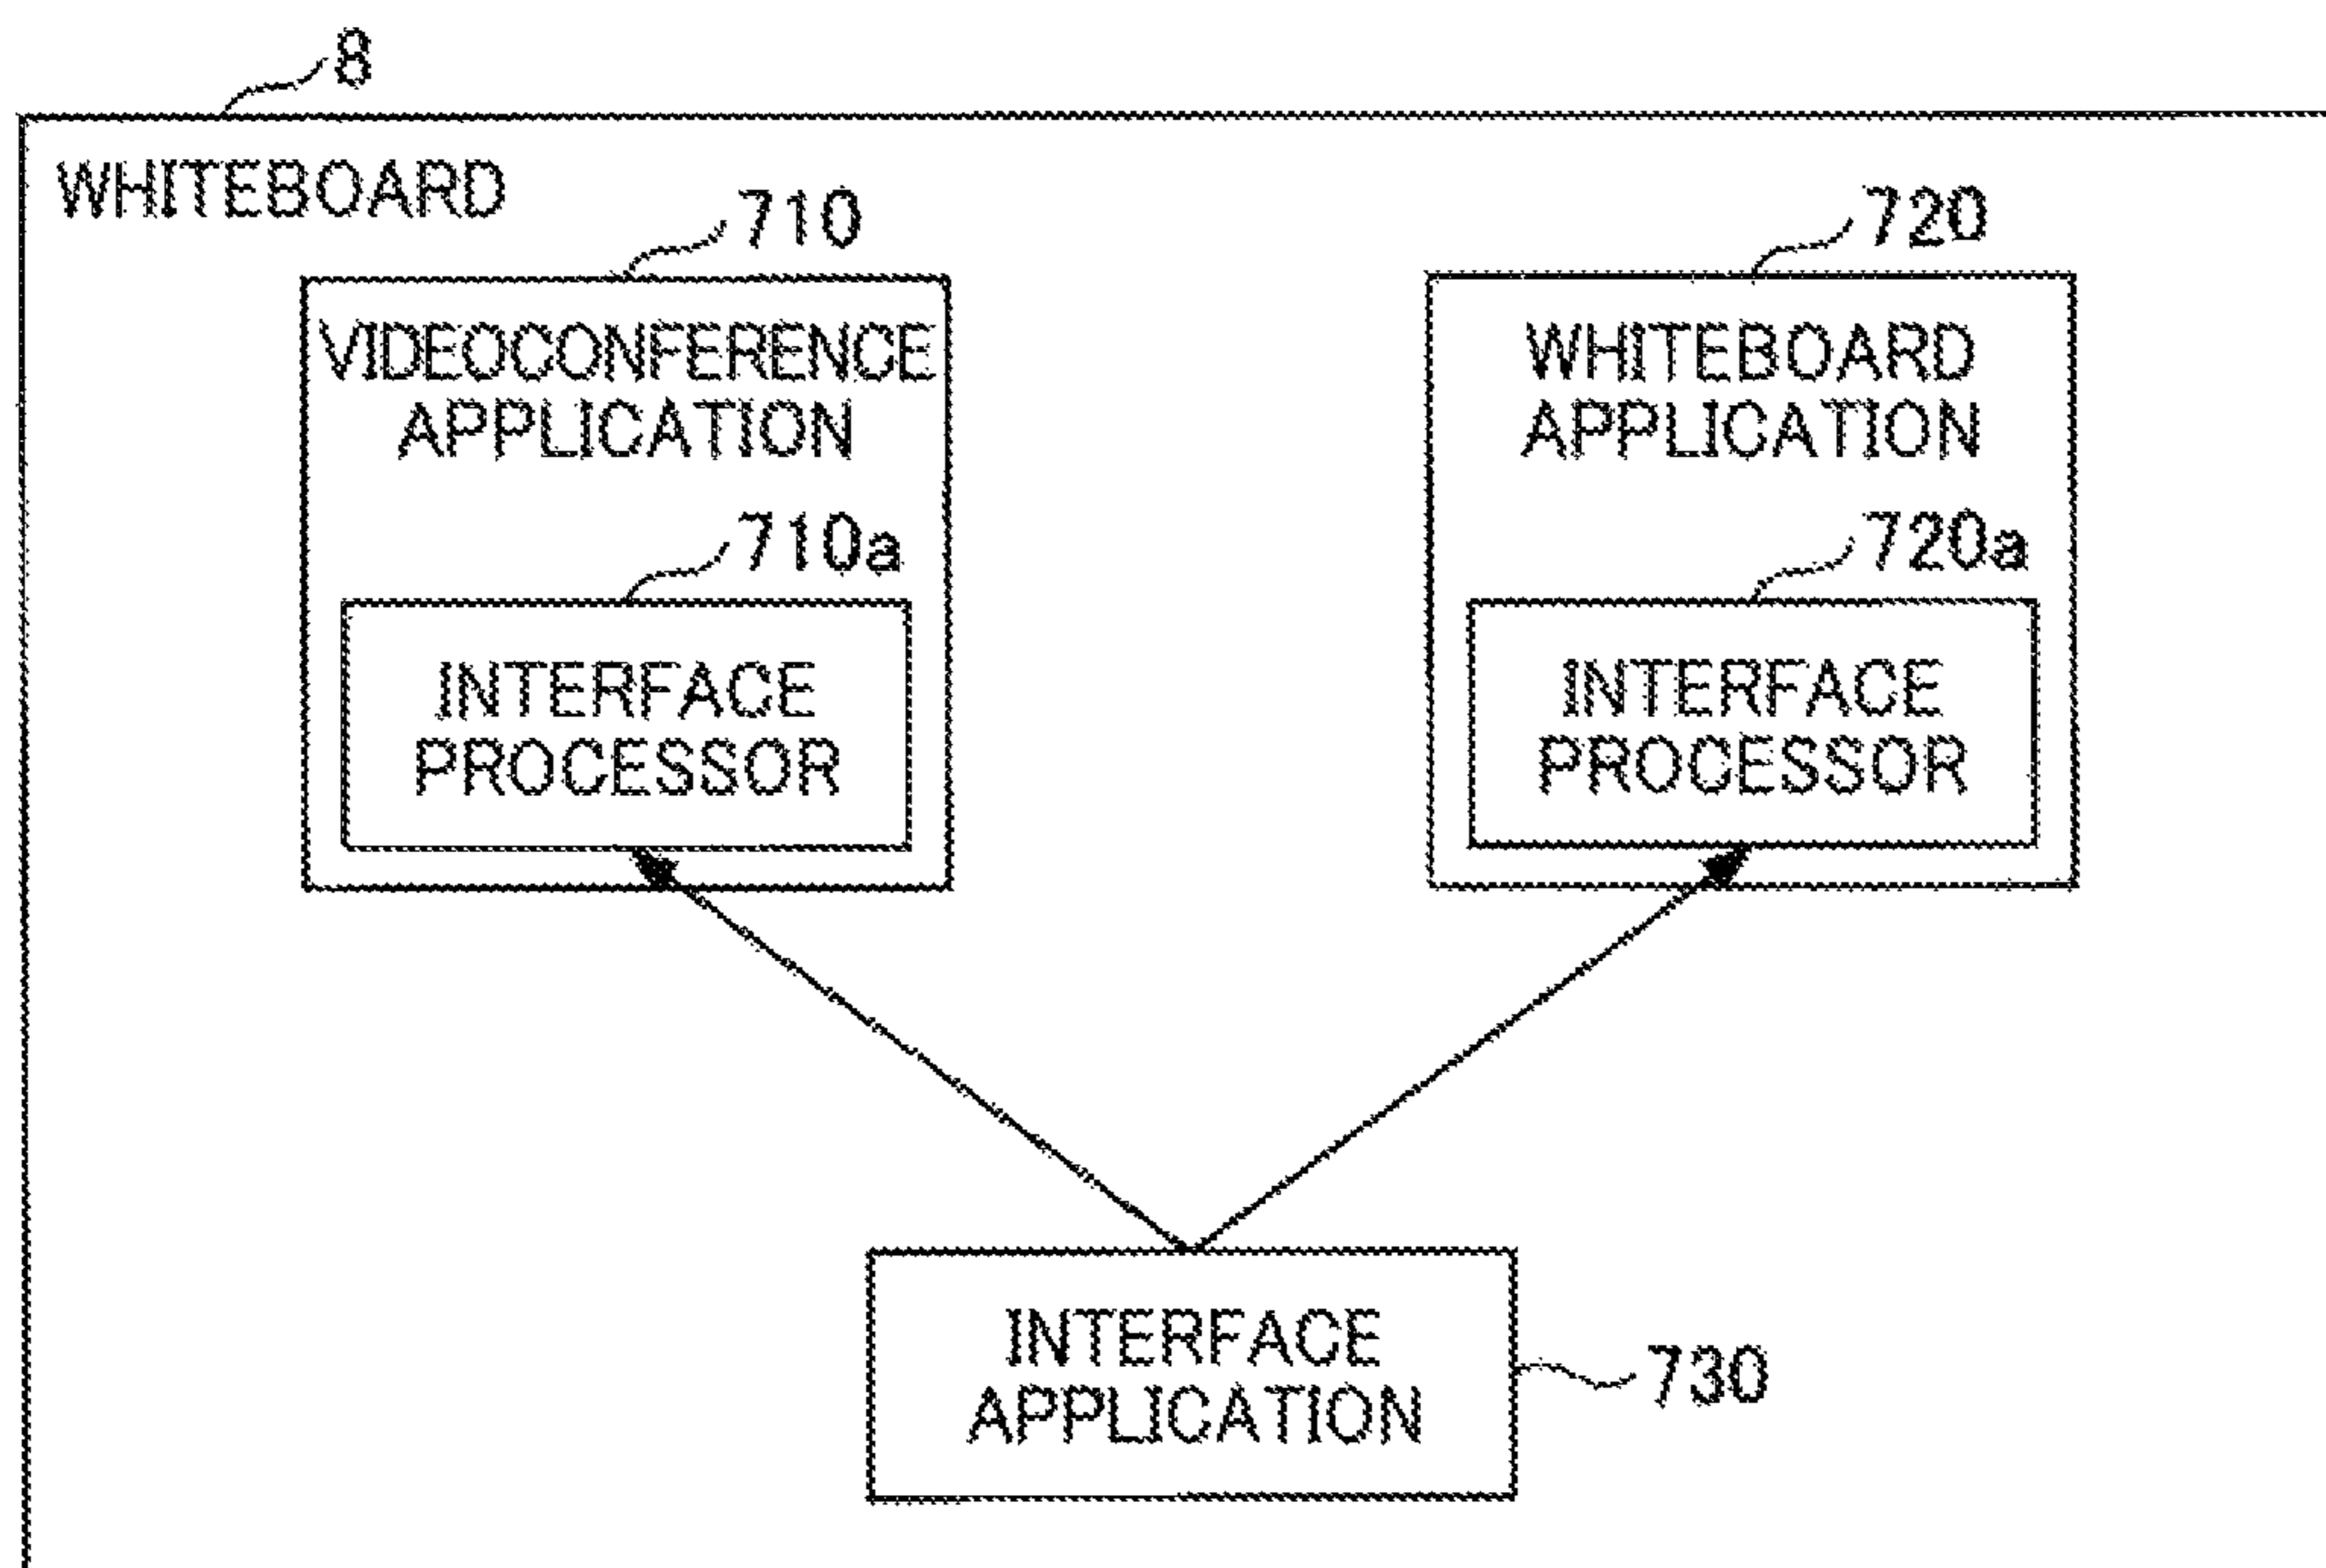 8
WHITEBOARD
710
720
VIDEOCONFERENCE
APPLICATION
WHITEBOARD
APPLICATION
710a
720a
INTERFACE
PROCESSOR
INTERFACE
PROCESSOR
INTERFACE
APPLICATION
730